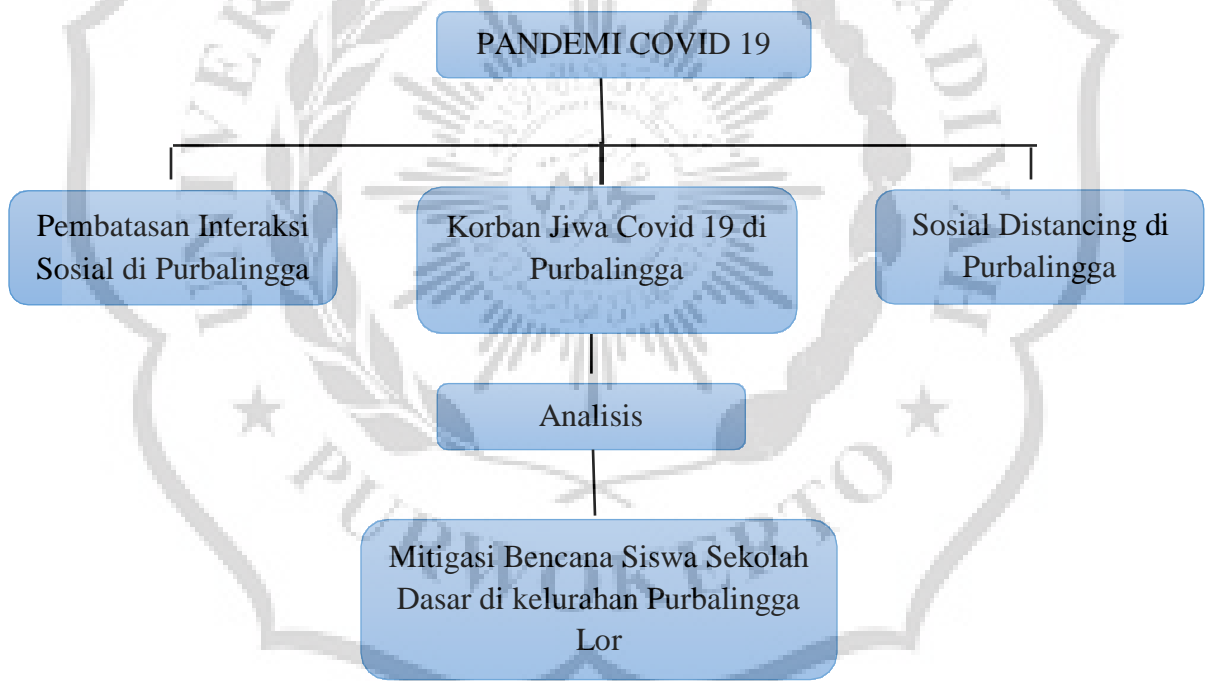 PANDEMI COVID 19
Pembatasan Interaksi
Sosial di Purbalingga
Korban Jiwa Covid 19 di
Purbalingga
Sosial Distancing di
Purbalingga
Analisis
Mitigasi Bencana Siswa Sekolah
Dasar di kelurahan Purbalingga
Lor
PURWOKERTO